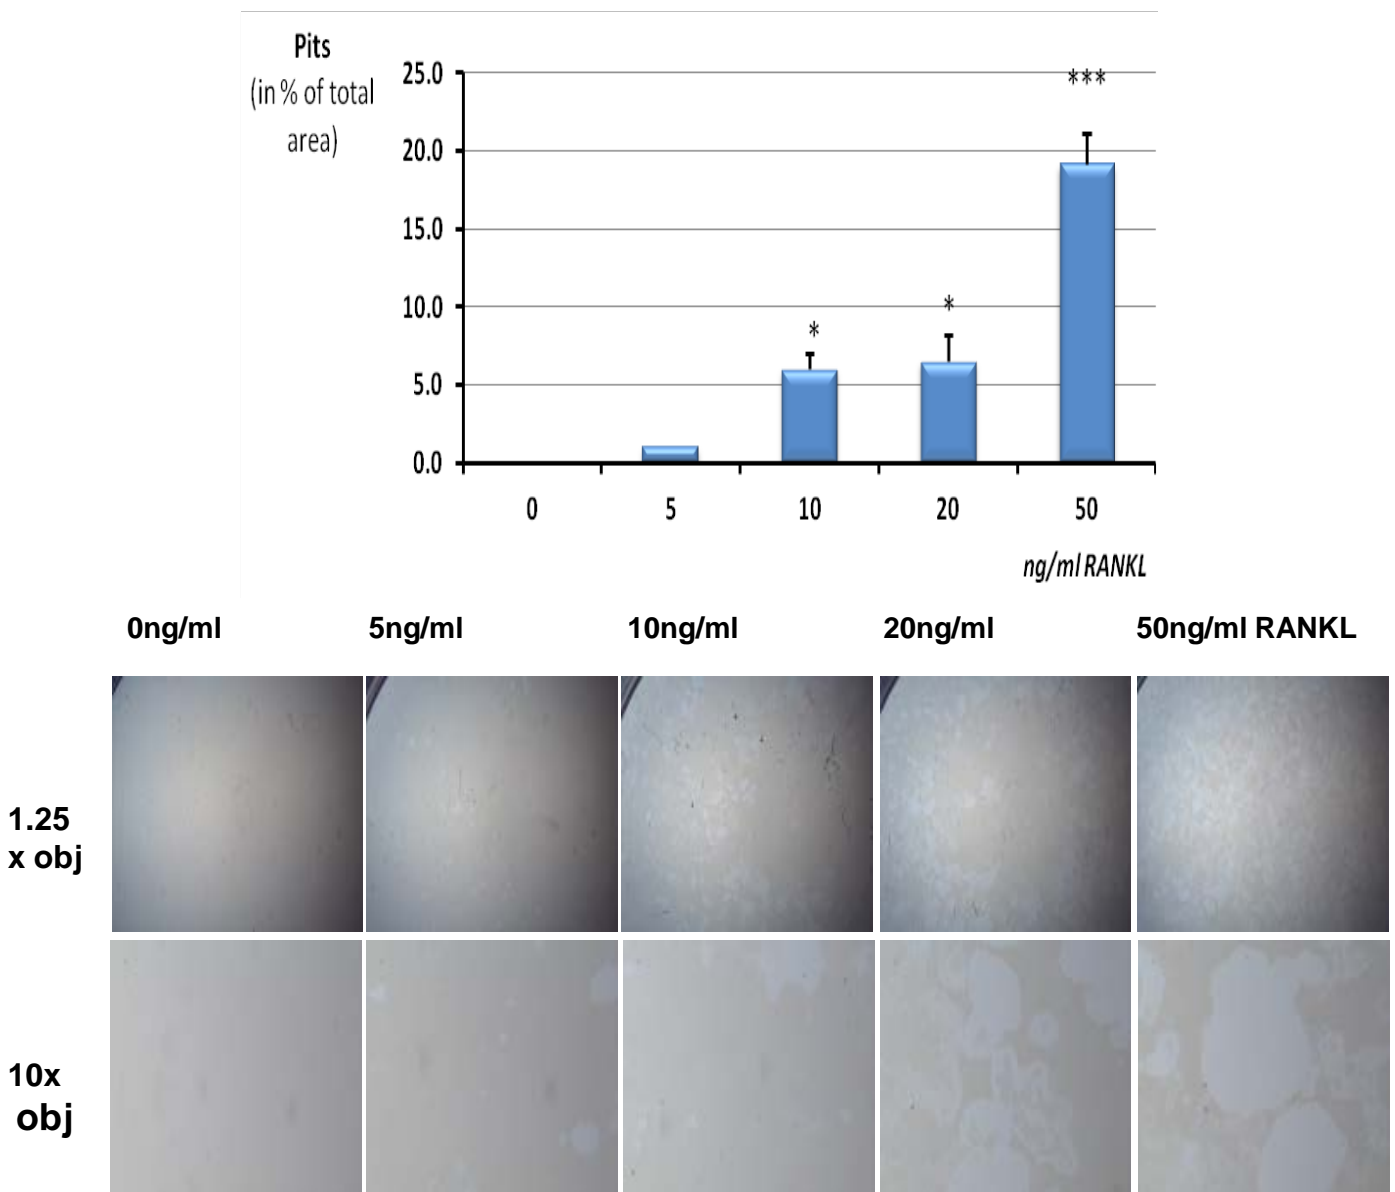 Pits
(in % of total
area)
25.0
***
20.0
15.0
10.0
*
*
5.0
0.0
0 5 10 20 50
ng/ml RANKL
0ng/ml 5ng/ml 10ng/ml 20ng/ml 50ng/ml RANKL
1.25
x obj
10x
obj